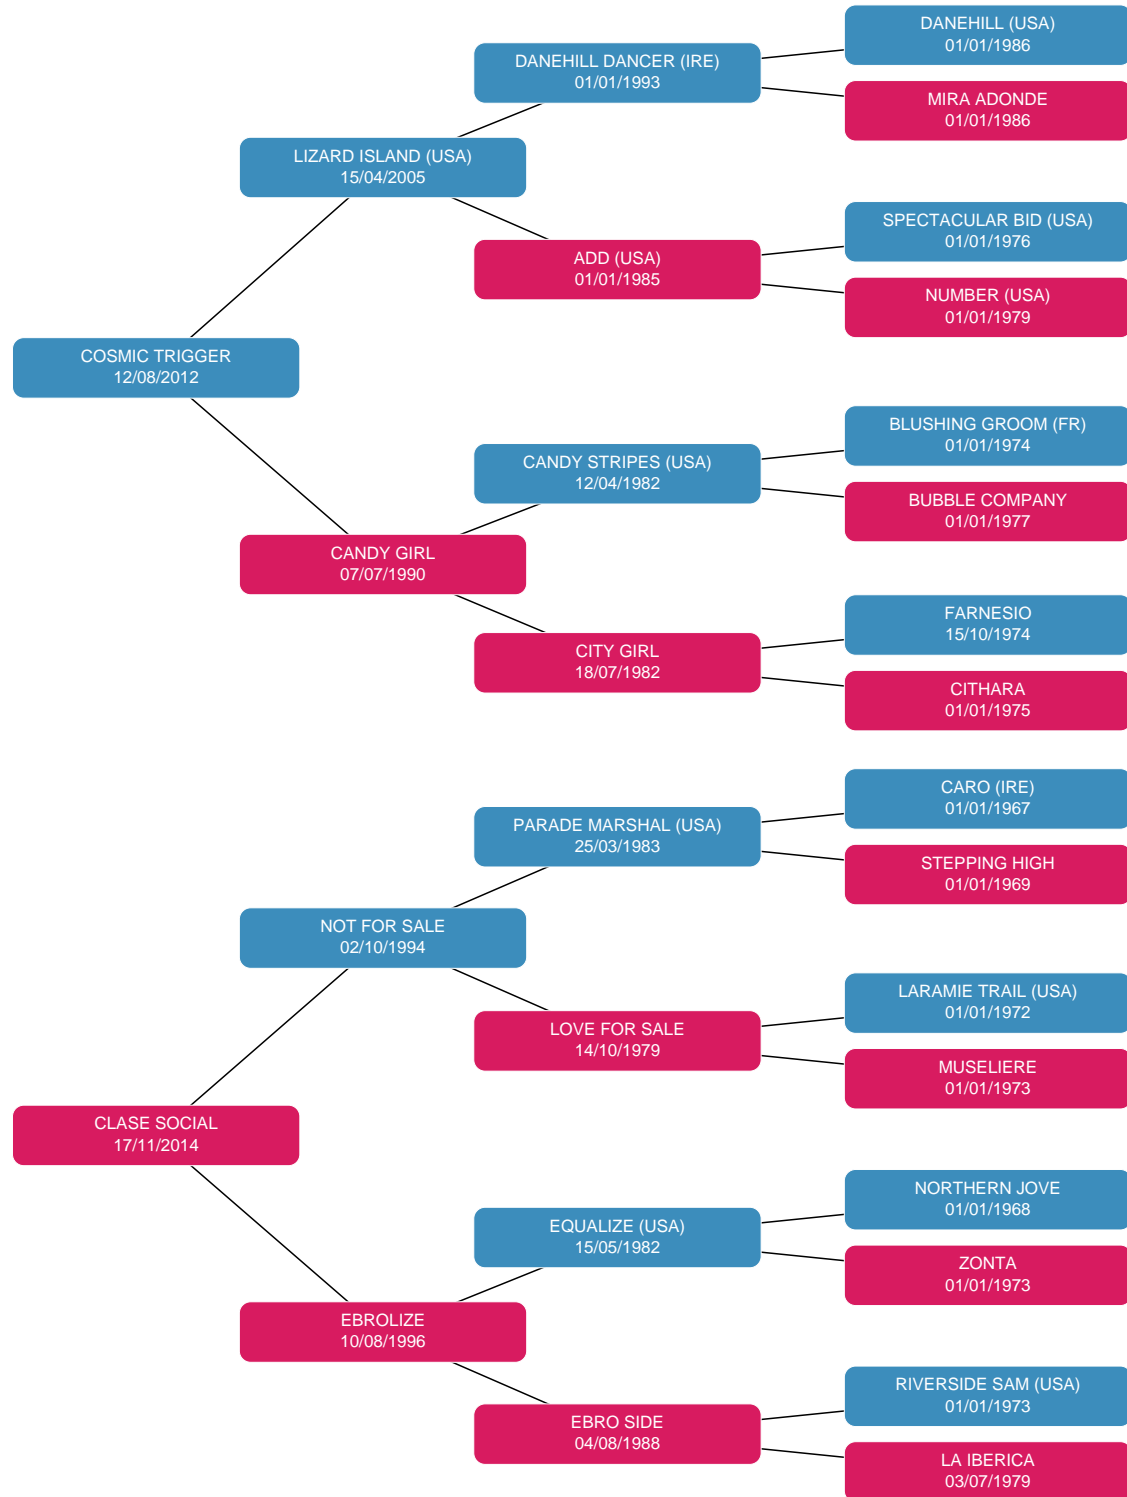 DANEHILL (USA)
01/01/1986
DANEHILL DANCER (IRE)
01/01/1993
MIRA ADONDE
01/01/1986
LIZARD ISLAND (USA)
15/04/2005
SPECTACULAR BID (USA)
01/01/1976
ADD (USA)
01/01/1985
NUMBER (USA)
01/01/1979
COSMIC TRIGGER
12/08/2012
BLUSHING GROOM (FR)
01/01/1974
CANDY STRIPES (USA)
12/04/1982
BUBBLE COMPANY
01/01/1977
CANDY GIRL
07/07/1990
FARNESIO
15/10/1974
CITY GIRL
18/07/1982
CITHARA
01/01/1975
CARO (IRE)
01/01/1967
PARADE MARSHAL (USA)
25/03/1983
STEPPING HIGH
01/01/1969
NOT FOR SALE
02/10/1994
LARAMIE TRAIL (USA)
01/01/1972
LOVE FOR SALE
14/10/1979
MUSELIERE
01/01/1973
CLASE SOCIAL
17/11/2014
NORTHERN JOVE
01/01/1968
EQUALIZE (USA)
15/05/1982
ZONTA
01/01/1973
EBROLIZE
10/08/1996
RIVERSIDE SAM (USA)
01/01/1973
EBRO SIDE
04/08/1988
LA IBERICA
03/07/1979